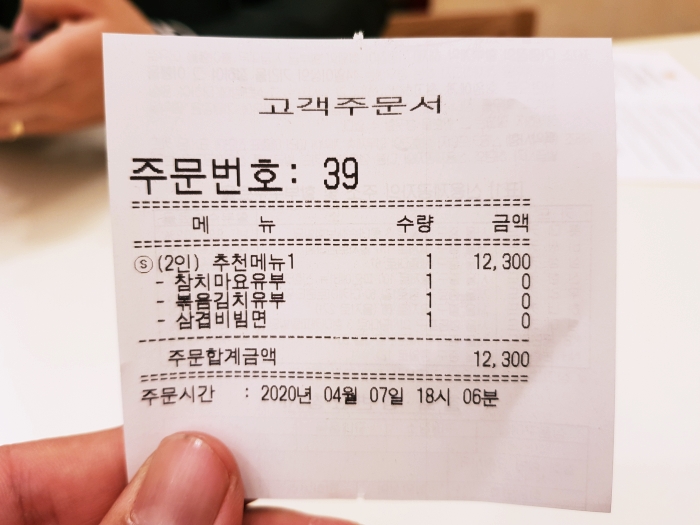 고객주문서
주문번호: 39
메 뉴 수량 금액
ⓢ(2인) 추천메뉴1 1 12,300
- 참치마요유부 1 0
- 볶음김치유부 1 0
- 삼겹비빔면 1 0
주문합계금액 12,300
주문시간 : 2020년 04월 07일 18시 06분